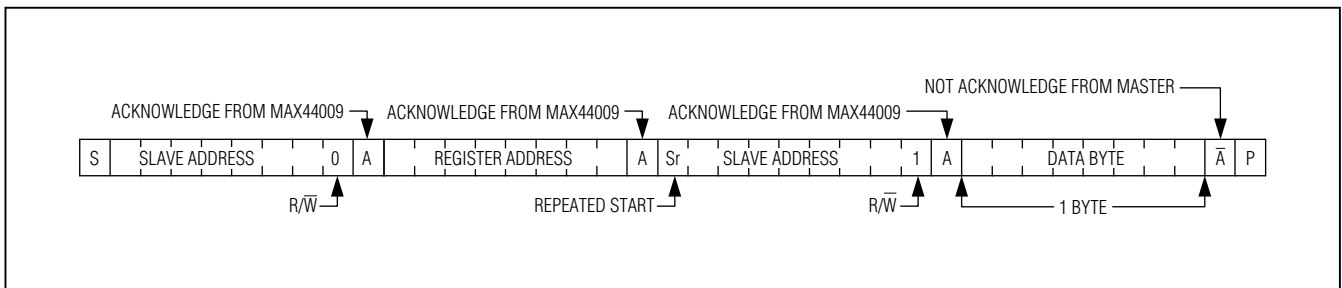 NOT ACKNOWLEDGE FROM MASTER
ACKNOWLEDGE FROM MAX44009 ACKNOWLEDGE FROM MAX44009 ACKNOWLEDGE FROM MAX44009
S SLAVE ADDRESS 0 A REGISTER ADDRESS A Sr SLAVE ADDRESS 1 A DATA BYTE A̅ P
R/W̅ REPEATED START R/W̅ 1 BYTE